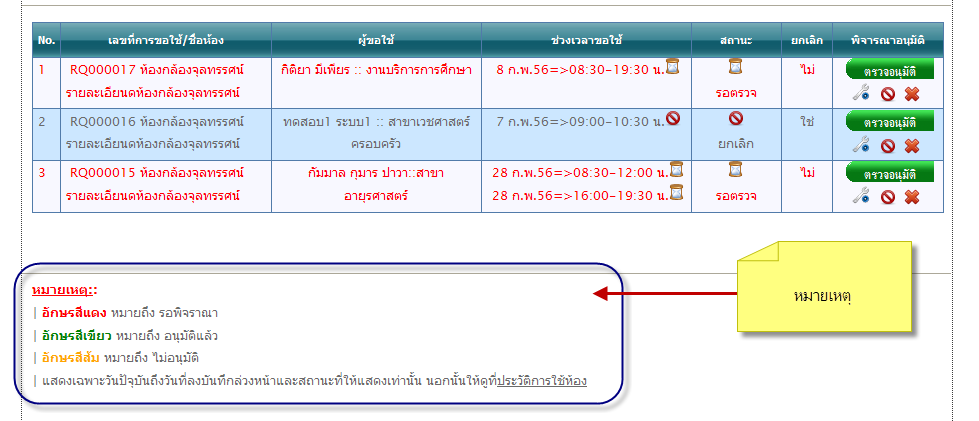 No. เลขที่การขอใช้/ชื่อห้อง ผู้ขอใช้ ช่วงเวลาขอใช้ สถานะ ยกเลิก พิจารณาอนุมัติ
1 RQ000017 ห้องกล้องจุลทรรศน์ กิติยา มีเพียร :: งานบริการการศึกษา 8 ก.พ.56=>08:30-19:30 น. ไม่ ตรวจอนุมัติ
รายละเอียดห้องกล้องจุลทรรศน์ รอตรวจ
2 RQ000016 ห้องกล้องจุลทรรศน์ ทดสอบ1 ระบบ1 :: สาขาเวชศาสตร์ 7 ก.พ.56=>09:00-10:30 น. ใช่ ตรวจอนุมัติ
รายละเอียดห้องกล้องจุลทรรศน์ ครอบครัว ยกเลิก
3 RQ000015 ห้องกล้องจุลทรรศน์ กัมมาล กุมาร ปาวา::สาขา 28 ก.พ.56=>08:30-12:00 น. ไม่ ตรวจอนุมัติ
รายละเอียดห้องกล้องจุลทรรศน์ อายุรศาสตร์ 28 ก.พ.56=>16:00-19:30 น. รอตรวจ
หมายเหตุ::
| อักษรสีแดง หมายถึง รอพิจราณา
| อักษรสีเขียว หมายถึง อนุมัติแล้ว
| อักษรสีส้ม หมายถึง ไม่อนุมัติ
| แสดงเฉพาะวันปัจุบันถึงวันที่ลงบันทึกล่วงหน้าและสถานะที่ให้แสดงเท่านั้น นอกนั้นให้ดูที่ประวัติการใช้ห้อง
หมายเหตุ